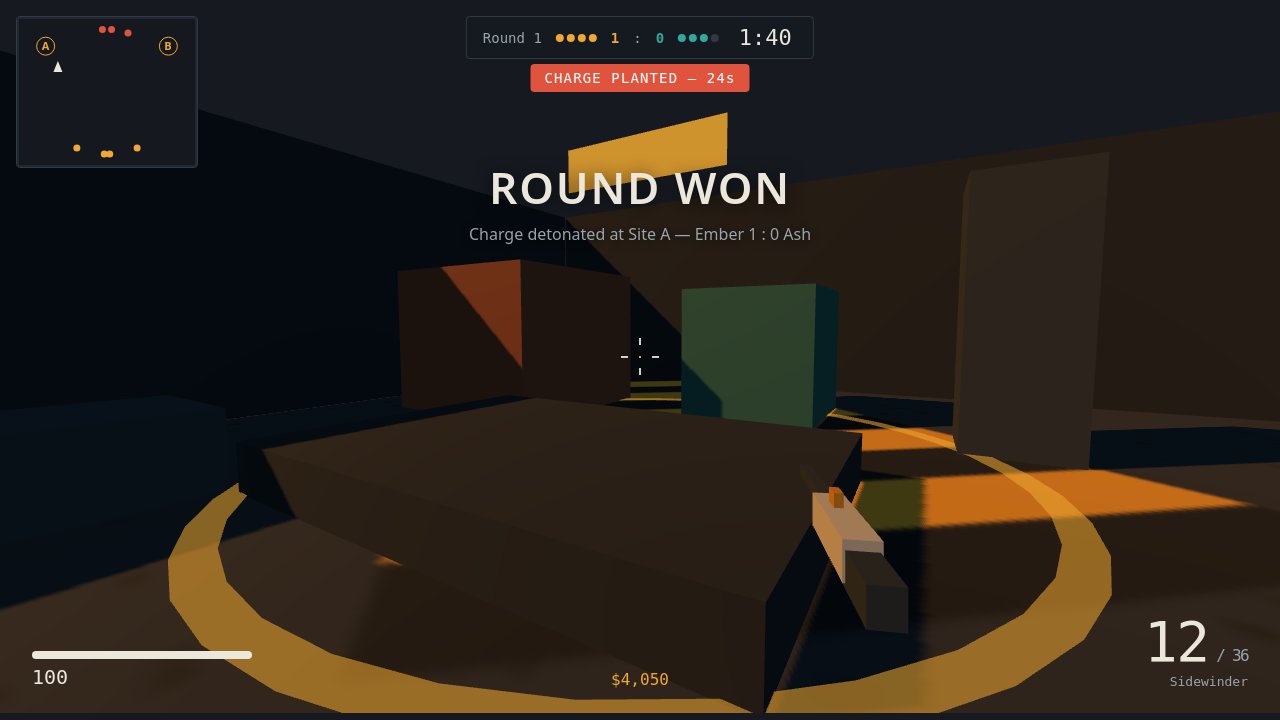 A
B
Round 1 1 : 0 1:40
CHARGE PLANTED — 24s
ROUND WON
Charge detonated at Site A — Ember 1 : 0 Ash
100
$4,050
12 / 36
Sidewinder